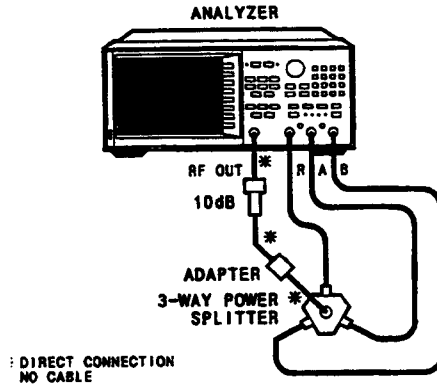 ANALYZER
RF OUT
*
R
A
B
10dB
*
ADAPTER
3-WAY POWER
SPLITTER
*
: DIRECT CONNECTION
NO CABLE